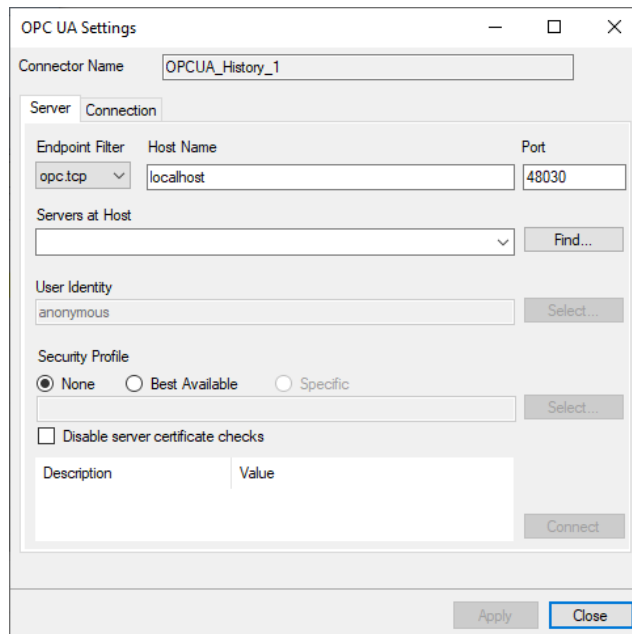 OPC UA Settings
Connector Name OPCUA_History_1
Server Connection
Endpoint Filter Host Name Port
opc.tcp localhost 48030
Servers at Host
Find...
User Identity
anonymous Select...
Security Profile
None Best Available Specific
Select...
Disable server certificate checks
Description Value
Connect
Apply Close